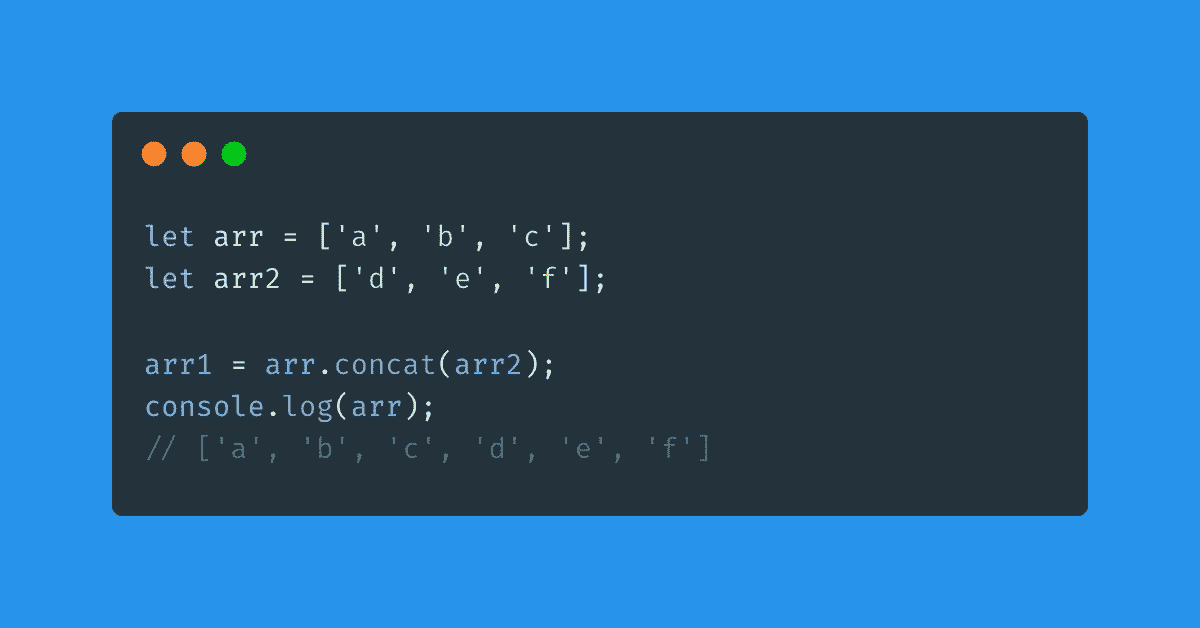 let arr = ['a', 'b', 'c'];
let arr2 = ['d', 'e', 'f'];
arr1 = arr.concat(arr2);
console.log(arr);
// ['a', 'b', 'c', 'd', 'e', 'f']